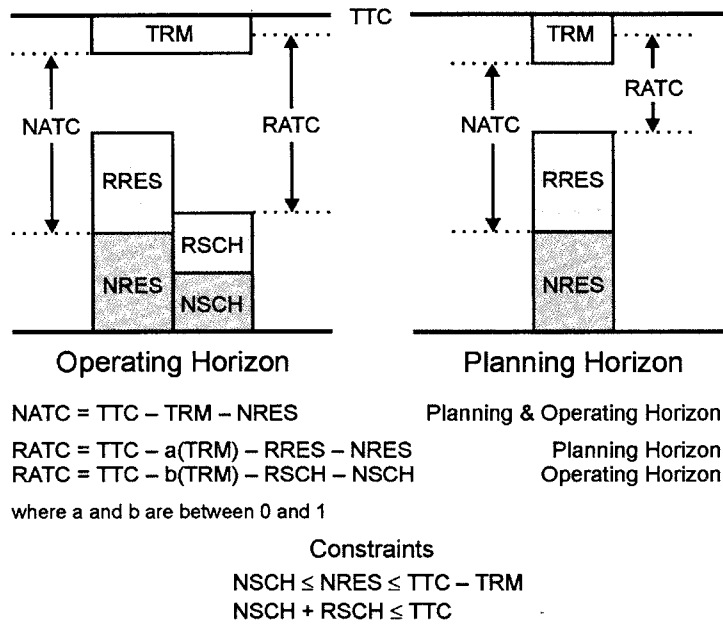 TTC
TRM
NATC
RATC
RRES
NRES
RSCH
NSCH
Operating Horizon
TRM
NATC
RATC
RRES
NRES
Planning Horizon
NATC = TTC – TRM – NRES Planning & Operating Horizon
RATC = TTC – a(TRM) – RRES – NRES Planning Horizon
RATC = TTC – b(TRM) – RSCH – NSCH Operating Horizon
where a and b are between 0 and 1
Constraints
NSCH ≤ NRES ≤ TTC – TRM
NSCH + RSCH ≤ TTC